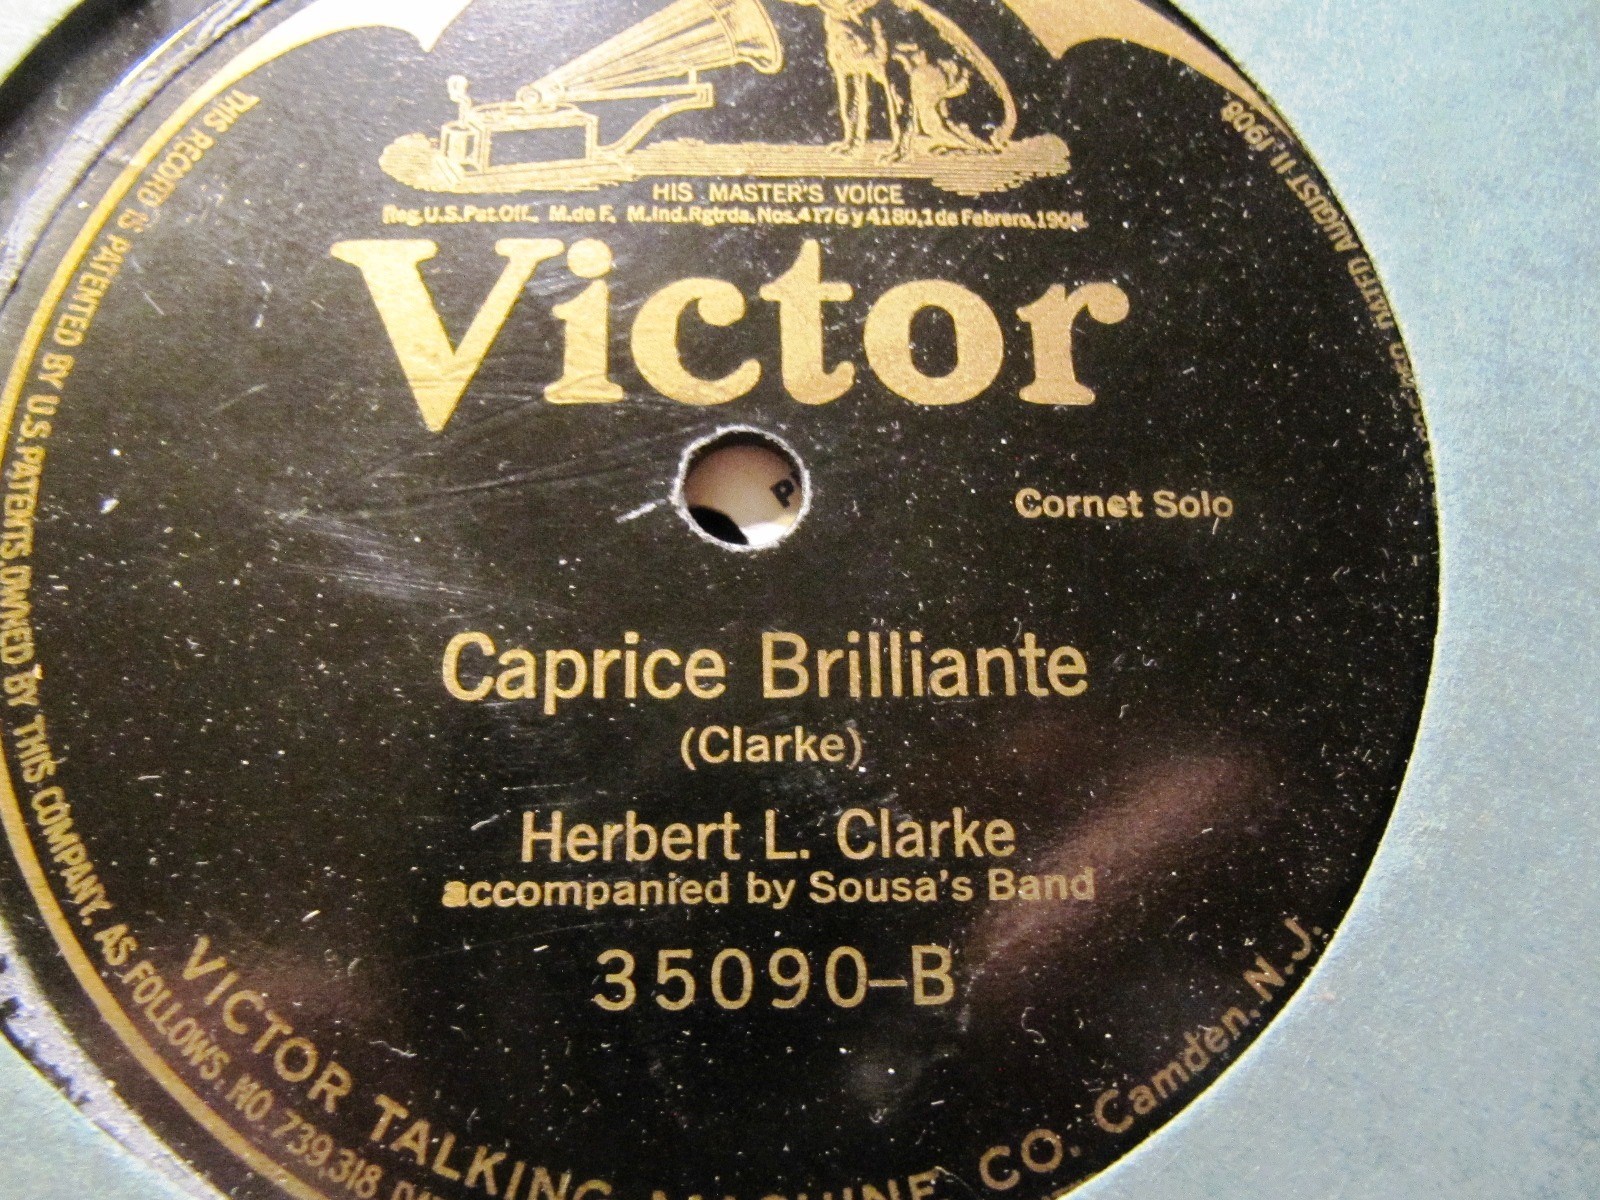 HIS MASTER'S VOICE
Reg. U.S. Pat. Off. M. de F. M. Ind. Rgtrda. Nos. 4176 y 4180, 1 de Febrero, 1908.
Victor
Cornet Solo
Caprice Brilliante
(Clarke)
Herbert L. Clarke
accompanied by Sousa's Band
35090-B
VICTOR TALKING MACHINE CO. Camden, N.J.
THIS RECORD IS PATENTED BY U.S. PATENTS, OWNED BY THIS COMPANY, AS FOLLOWS: NO. 739,318
DATED AUGUST 11, 1908.
P